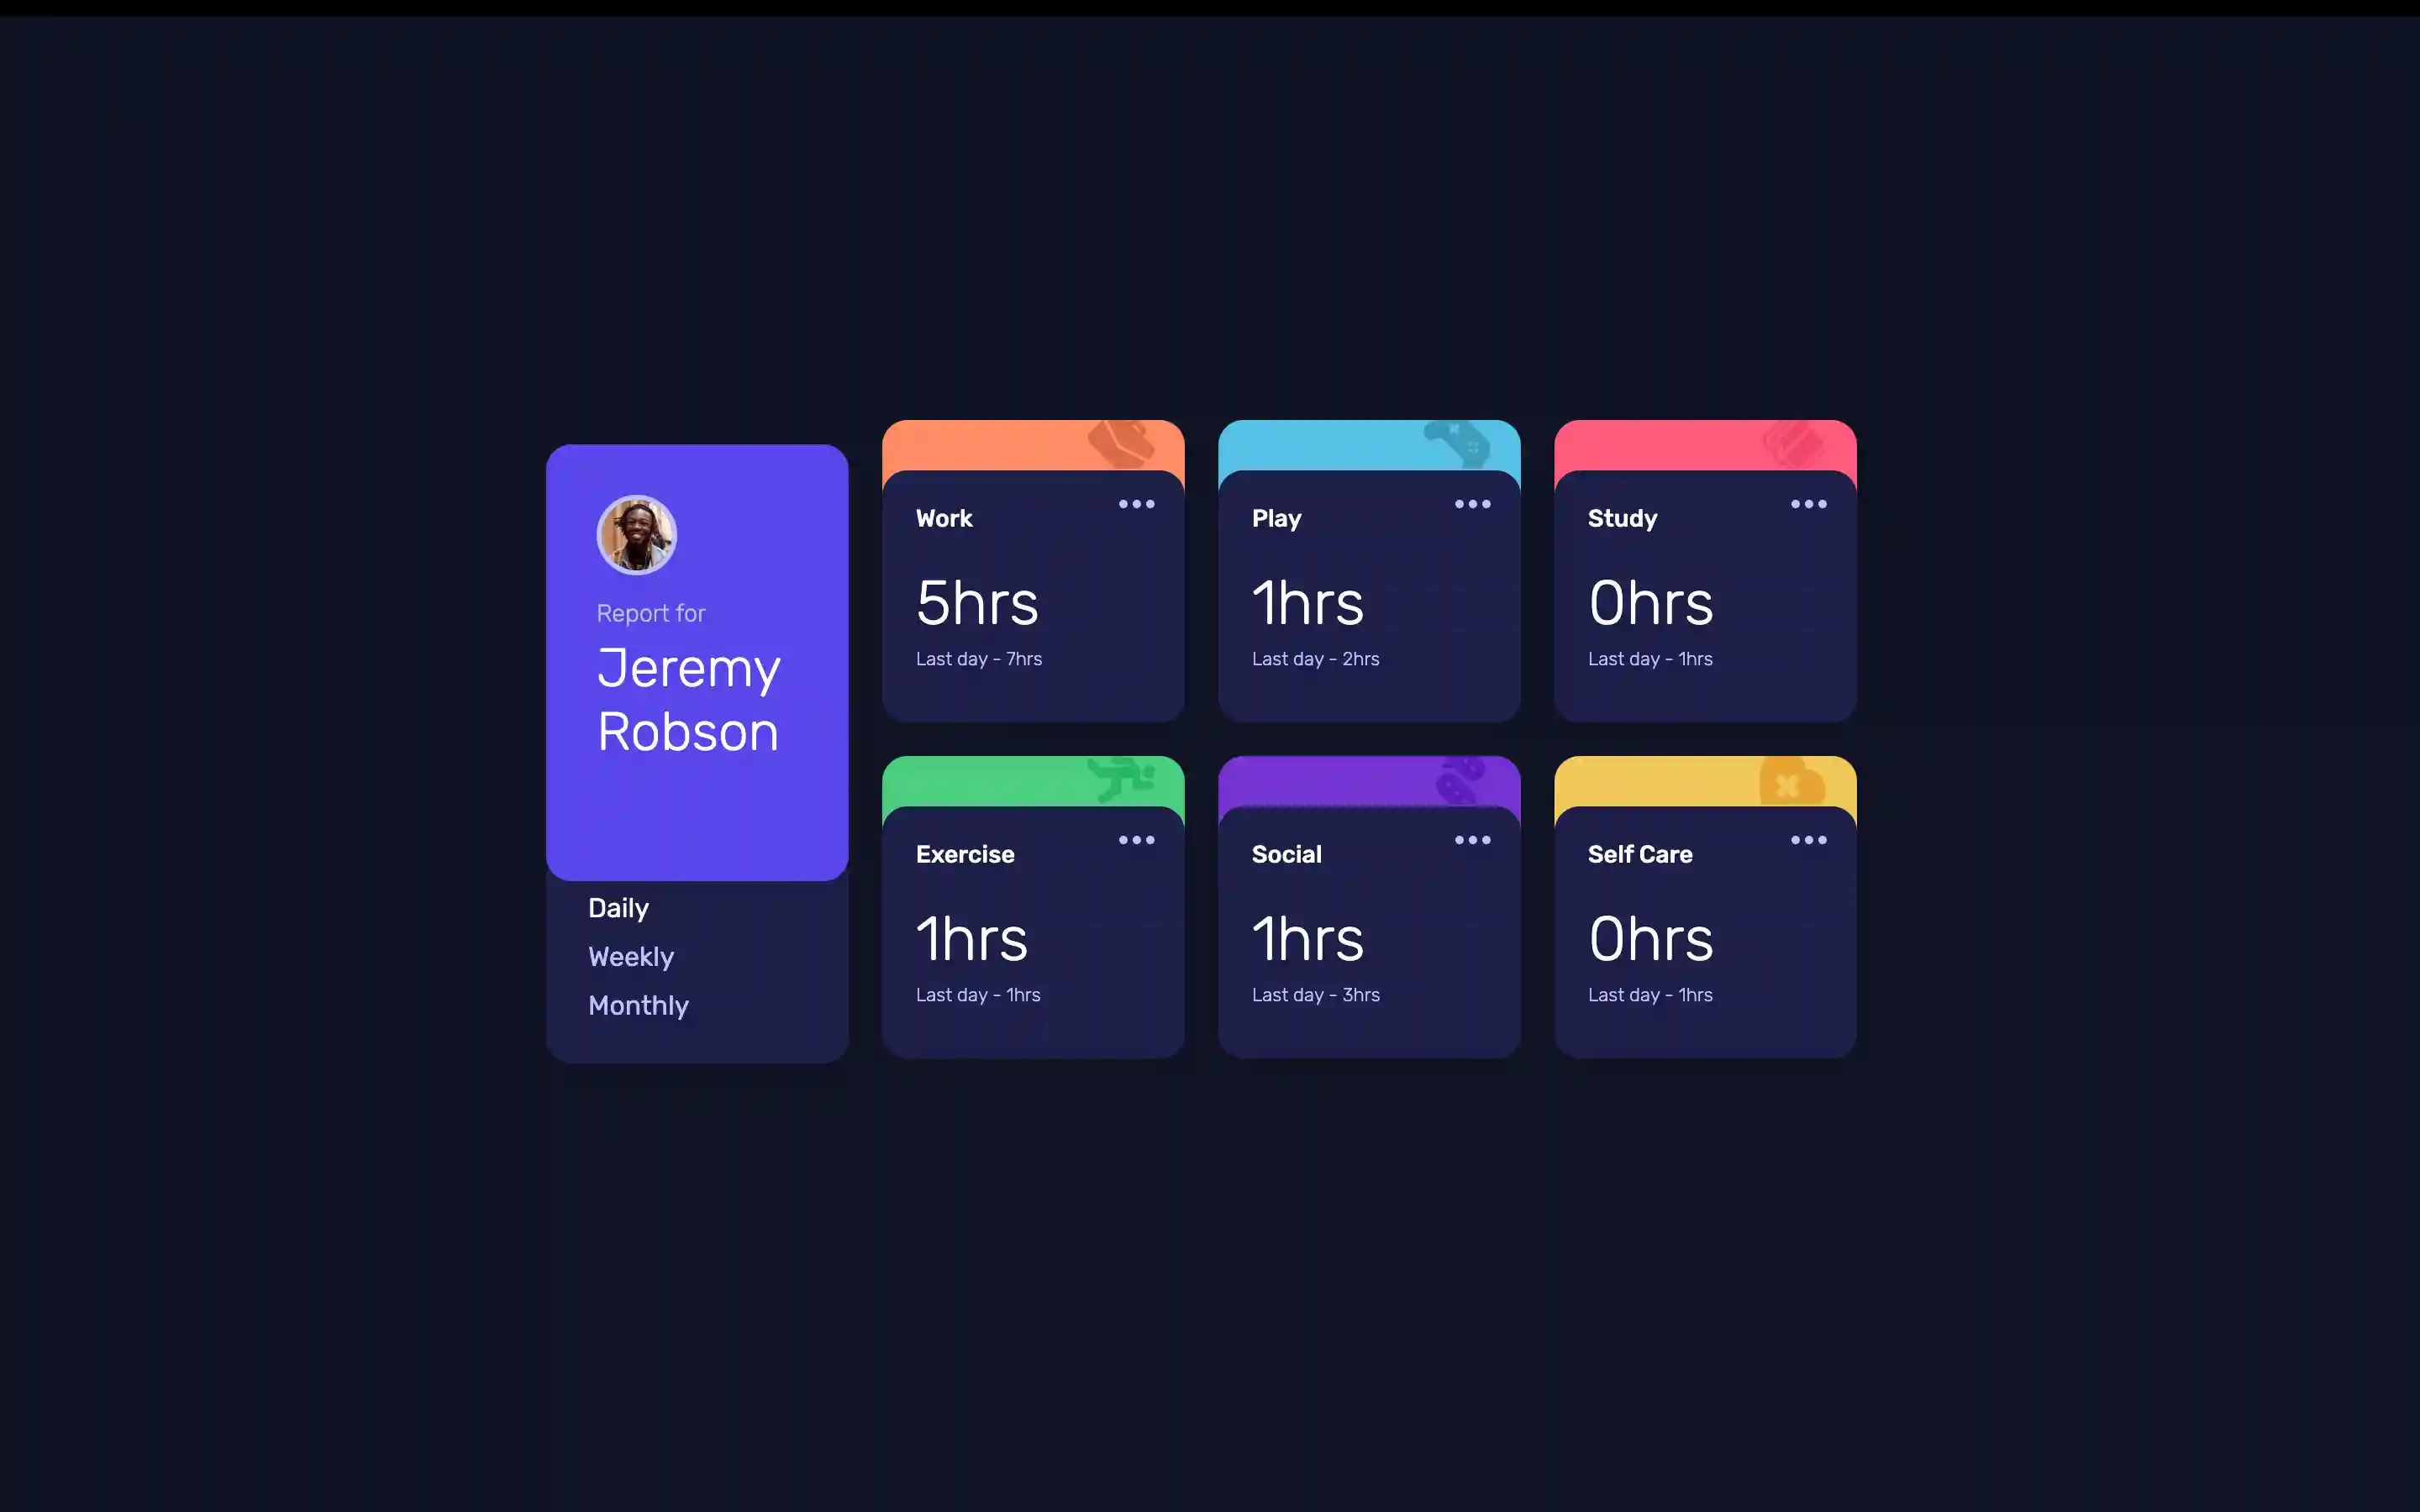 Report for
Jeremy
Robson
Daily
Weekly
Monthly
Work
5hrs
Last day - 7hrs
Play
1hrs
Last day - 2hrs
Study
0hrs
Last day - 1hrs
Exercise
1hrs
Last day - 1hrs
Social
1hrs
Last day - 3hrs
Self Care
0hrs
Last day - 1hrs